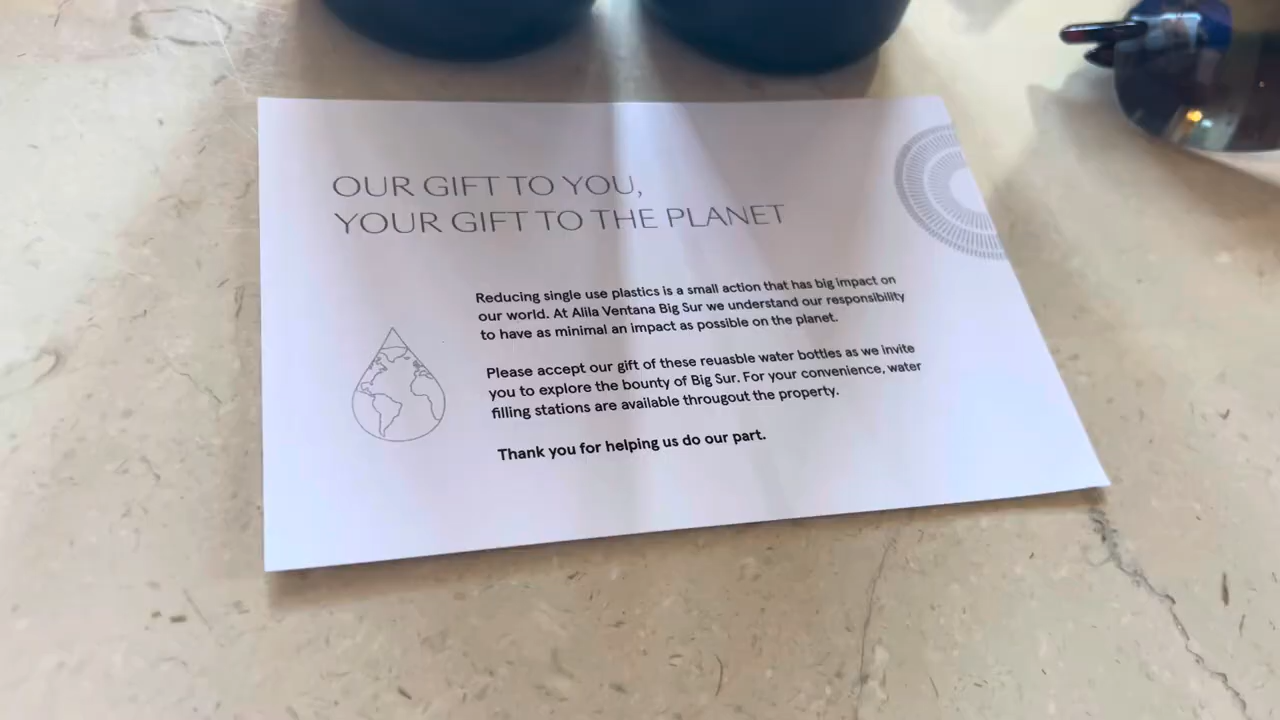 OUR GIFT TO YOU,
YOUR GIFT TO THE PLANET
Reducing single use plastics is a small action that has big impact on
our world. At Alila Ventana Big Sur we understand our responsibility
to have as minimal an impact as possible on the planet.
Please accept our gift of these reuasble water bottles as we invite
you to explore the bounty of Big Sur. For your convenience, water
filling stations are available througout the property.
Thank you for helping us do our part.